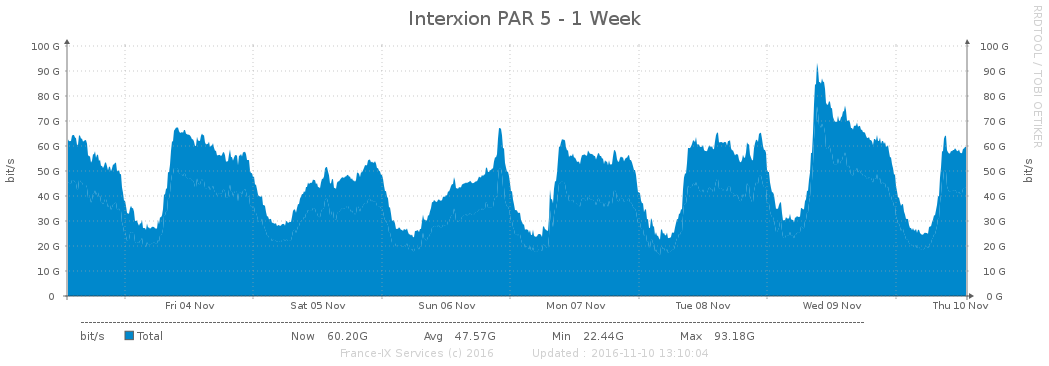 Interxion PAR 5 - 1 Week
RRDTOOL / TOBI OETIKER
100 G 100 G
90 G 90 G
80 G 80 G
70 G 70 G
60 G 60 G
50 G 50 G
40 G 40 G
30 G 30 G
20 G 20 G
10 G 10 G
0 0 G
bit/s bit/s
Fri 04 Nov Sat 05 Nov Sun 06 Nov Mon 07 Nov Tue 08 Nov Wed 09 Nov Thu 10 Nov
bit/s Total Now 60.20G Avg 47.57G Min 22.44G Max 93.18G
France-IX Services (c) 2016 Updated : 2016-11-10 13:10:04